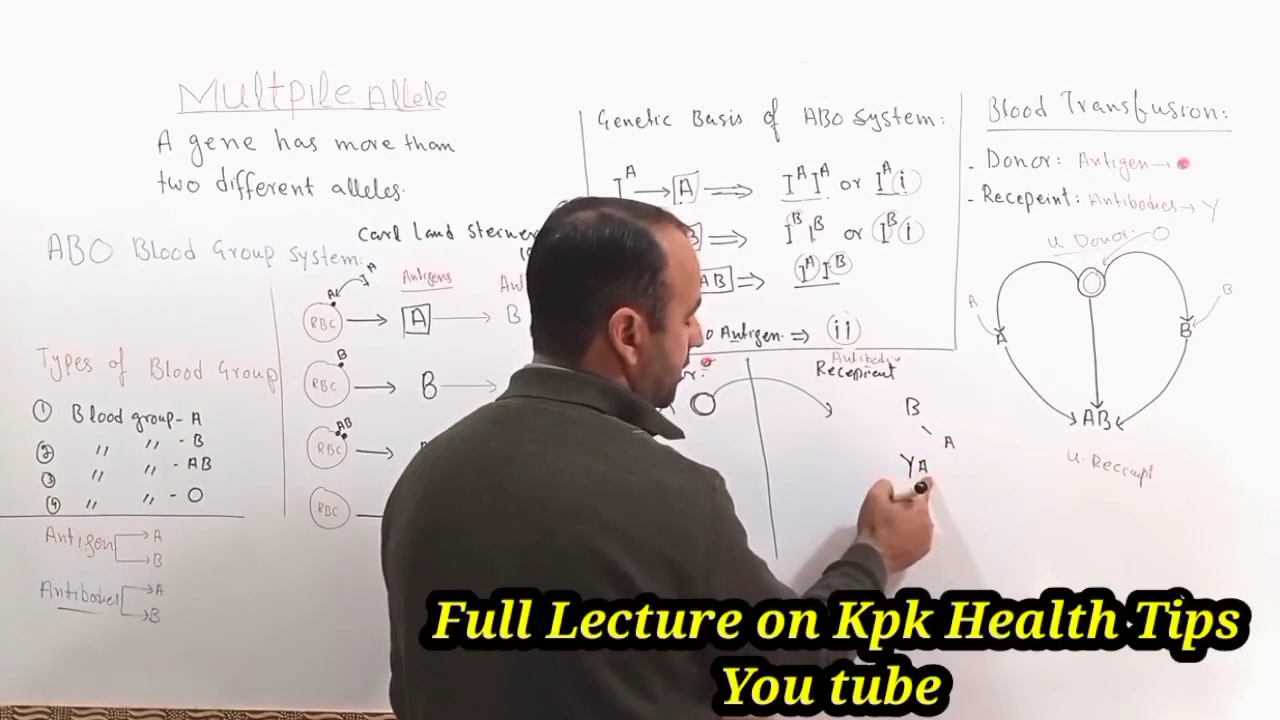 Multpile Allele
A gene has more than
two different alleles.
ABO Blood Group System:
Carl Land Steiner
Types of Blood Group
① Blood group - A
② " " - B
③ " " - AB
④ " " - O
Antigen A
B
Antibodies A
B
Antigens
A
A
RBC A B
B
RBC B
AB
RBC
RBC
Genetic Basis of ABO System:
I^A → A ⇒ I^A I^A or I^A i
B ⇒ I^B I^B or I^B i
AB ⇒ I^A I^B
Antigen ⇒ ii
Recepient
B
A
Y A
Blood Transfusion:
- Donor: Antigen →
- Recepeint: Antibodies → Y
U Donor
A B
A B
AB
Full Lecture on Kpk Health Tips
You tube